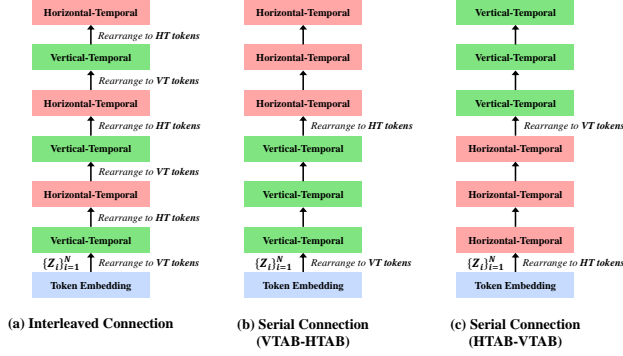 Horizontal-Temporal
Rearrange to HT tokens
Vertical-Temporal
Rearrange to VT tokens
Horizontal-Temporal
Rearrange to HT tokens
Vertical-Temporal
Rearrange to VT tokens
Horizontal-Temporal
Rearrange to HT tokens
Vertical-Temporal
{Z_i}_{i=1}^N Rearrange to VT tokens
Token Embedding
(a) Interleaved Connection
Horizontal-Temporal
Horizontal-Temporal
Horizontal-Temporal
Rearrange to HT tokens
Vertical-Temporal
Vertical-Temporal
Vertical-Temporal
{Z_i}_{i=1}^N Rearrange to VT tokens
Token Embedding
(b) Serial Connection
(VTAB-HTAB)
Vertical-Temporal
Vertical-Temporal
Vertical-Temporal
Rearrange to VT tokens
Horizontal-Temporal
Horizontal-Temporal
Horizontal-Temporal
{Z_i}_{i=1}^N Rearrange to HT tokens
Token Embedding
(c) Serial Connection
(HTAB-VTAB)